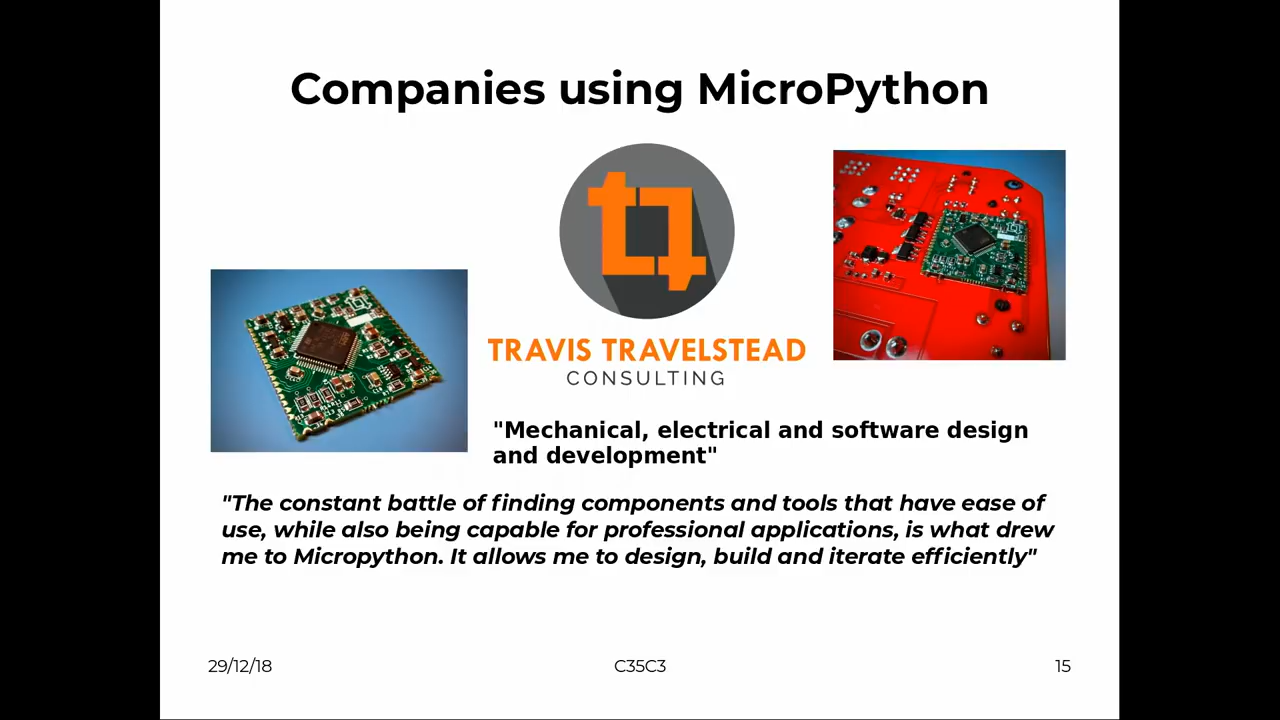 Companies using MicroPython
TRAVIS TRAVELSTEAD
CONSULTING
"Mechanical, electrical and software design
and development"
"The constant battle of finding components and tools that have ease of
use, while also being capable for professional applications, is what drew
me to Micropython. It allows me to design, build and iterate efficiently"
29/12/18
C35C3
15